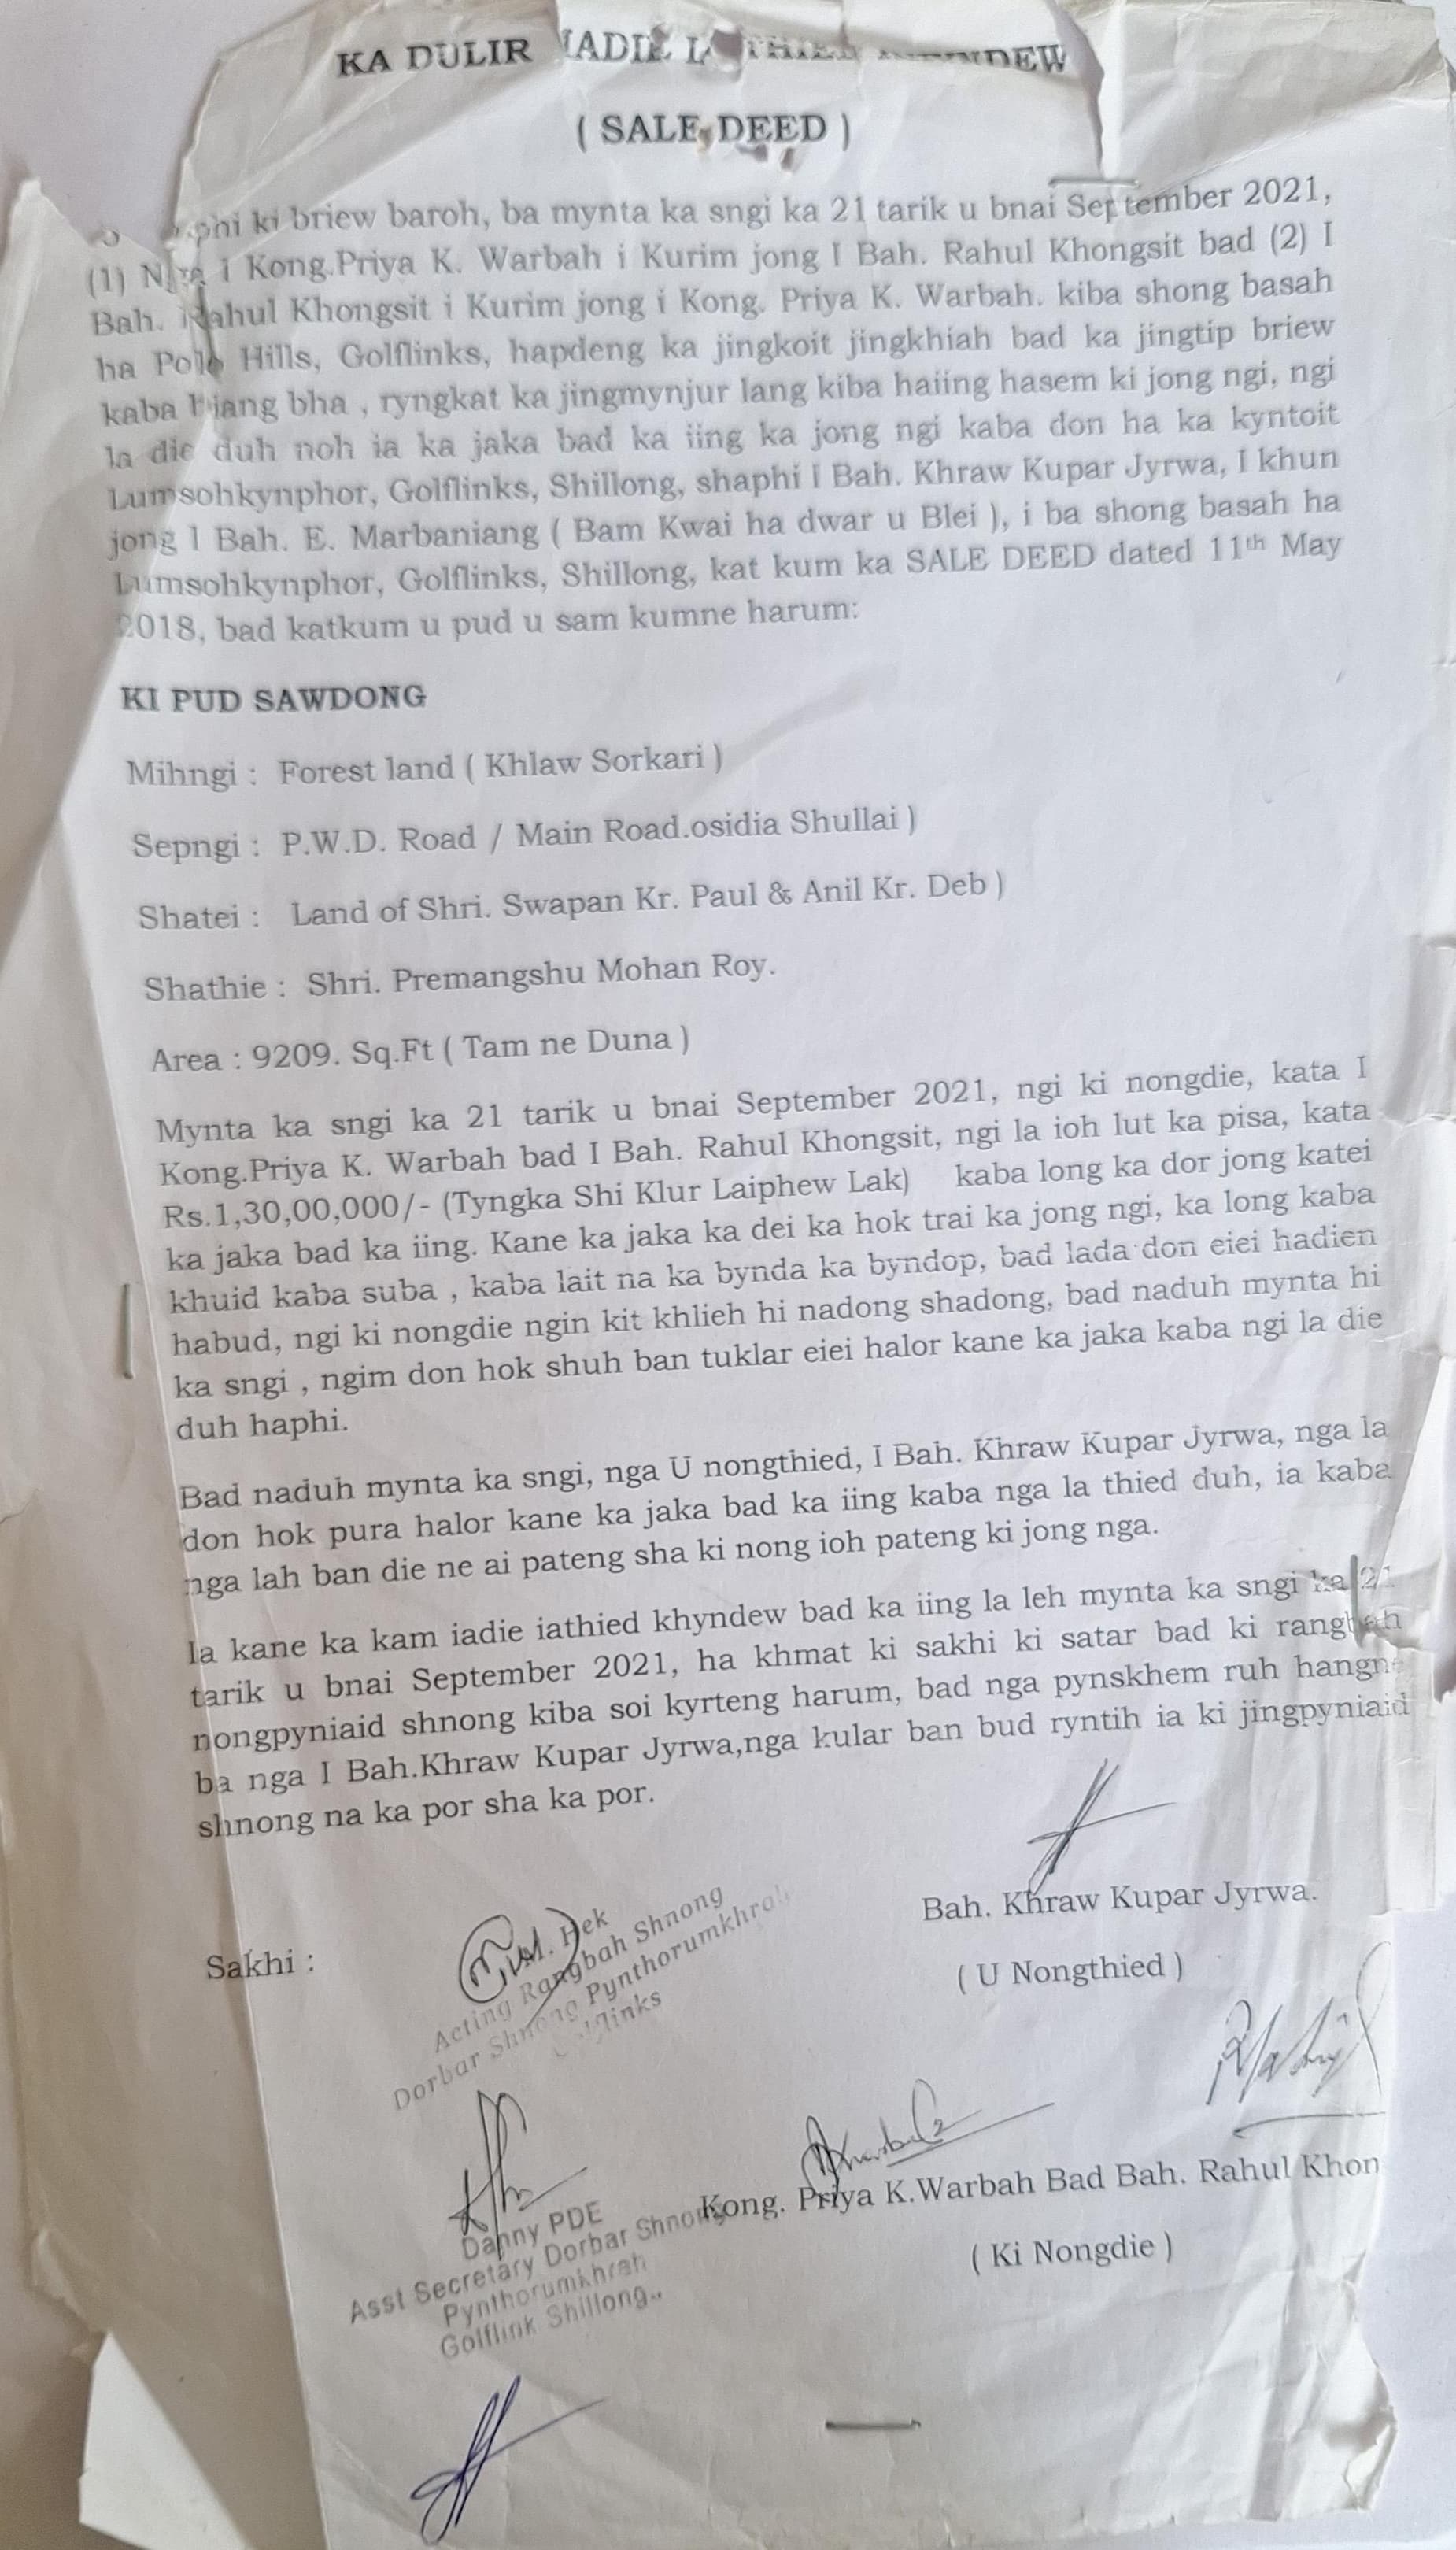 KA DULIR IADIE
( SALE DEED )
phi ki briew baroh, ba mynta ka sngi ka 21 tarik u bnai September 2021,
(1) Nga i Kong.Priya K. Warbah i Kurim jong I Bah. Rahul Khongsit bad (2) I
Bah. Rahul Khongsit i Kurim jong i Kong. Priya K. Warbah. kiba shong basah
ha Polo Hills, Golflinks, hapdeng ka jingkoit jingkhiah bad ka jingtip briew
kaba biang bha , ryngkat ka jingmynjur lang kiba haiing hasem ki jong ngi, ngi
la die duh noh ia ka jaka bad ka iing ka jong ngi kaba don ha ka kyntoit
Lumsohkynphor, Golflinks, Shillong, shaphi I Bah. Khraw Kupar Jyrwa, I khun
jong I Bah. E. Marbaniang ( Bam Kwai ha dwar u Blei ), i ba shong basah ha
Lumsohkynphor, Golflinks, Shillong, kat kum ka SALE DEED dated 11th May
2018, bad katkum u pud u sam kumne harum:
KI PUD SAWDONG
Mihngi : Forest land ( Khlaw Sorkari )
Sepngi : P.W.D. Road / Main Road.osidia Shullai )
Shatei : Land of Shri. Swapan Kr. Paul & Anil Kr. Deb )
Shathie : Shri. Premangshu Mohan Roy.
Area : 9209. Sq.Ft ( Tam ne Duna )
Mynta ka sngi ka 21 tarik u bnai September 2021, ngi ki nongdie, kata I
Kong.Priya K. Warbah bad I Bah. Rahul Khongsit, ngi la ioh lut ka pisa, kata
Rs.1,30,00,000/- (Tyngka Shi Klur Laiphew Lak) kaba long ka dor jong katei
ka jaka bad ka iing. Kane ka jaka ka dei ka hok trai ka jong ngi, ka long kaba
khuid kaba suba , kaba lait na ka bynda ka byndop, bad lada don eiei hadien
habud, ngi ki nongdie ngin kit khlieh hi nadong shadong, bad naduh mynta hi
ka sngi , ngim don hok shuh ban tuklar eiei halor kane ka jaka kaba ngi la die
duh haphi.
Bad naduh mynta ka sngi, nga U nongthied, I Bah. Khraw Kupar Jyrwa, nga la
don hok pura halor kane ka jaka bad ka iing kaba nga la thied duh, ia kaba
nga lah ban die ne ai pateng sha ki nong ioh pateng ki jong nga.
Ia kane ka kam iadie iathied khyndew bad ka iing la leh mynta ka sngi ka 21
tarik u bnai September 2021, ha khmat ki sakhi ki satar bad ki rangbah
nongpyniaid shnong kiba soi kyrteng harum, bad nga pynskhem ruh hangne
ba nga I Bah.Khraw Kupar Jyrwa,nga kular ban bud ryntih ia ki jingpyniaid
shnong na ka por sha ka por.
Bah. Khraw Kupar Jyrwa.
( U Nongthied )
Sakhi :
M. Hek
Acting Rangbah Shnong
Dorbar Shnong Pynthorumkhrah
Golflinks
Kong. Priya K.Warbah Bad Bah. Rahul Khon
( Ki Nongdie )
Danny PDE
Asst Secretary Dorbar Shnong
Pynthorumkhrah
Golflink Shillong..